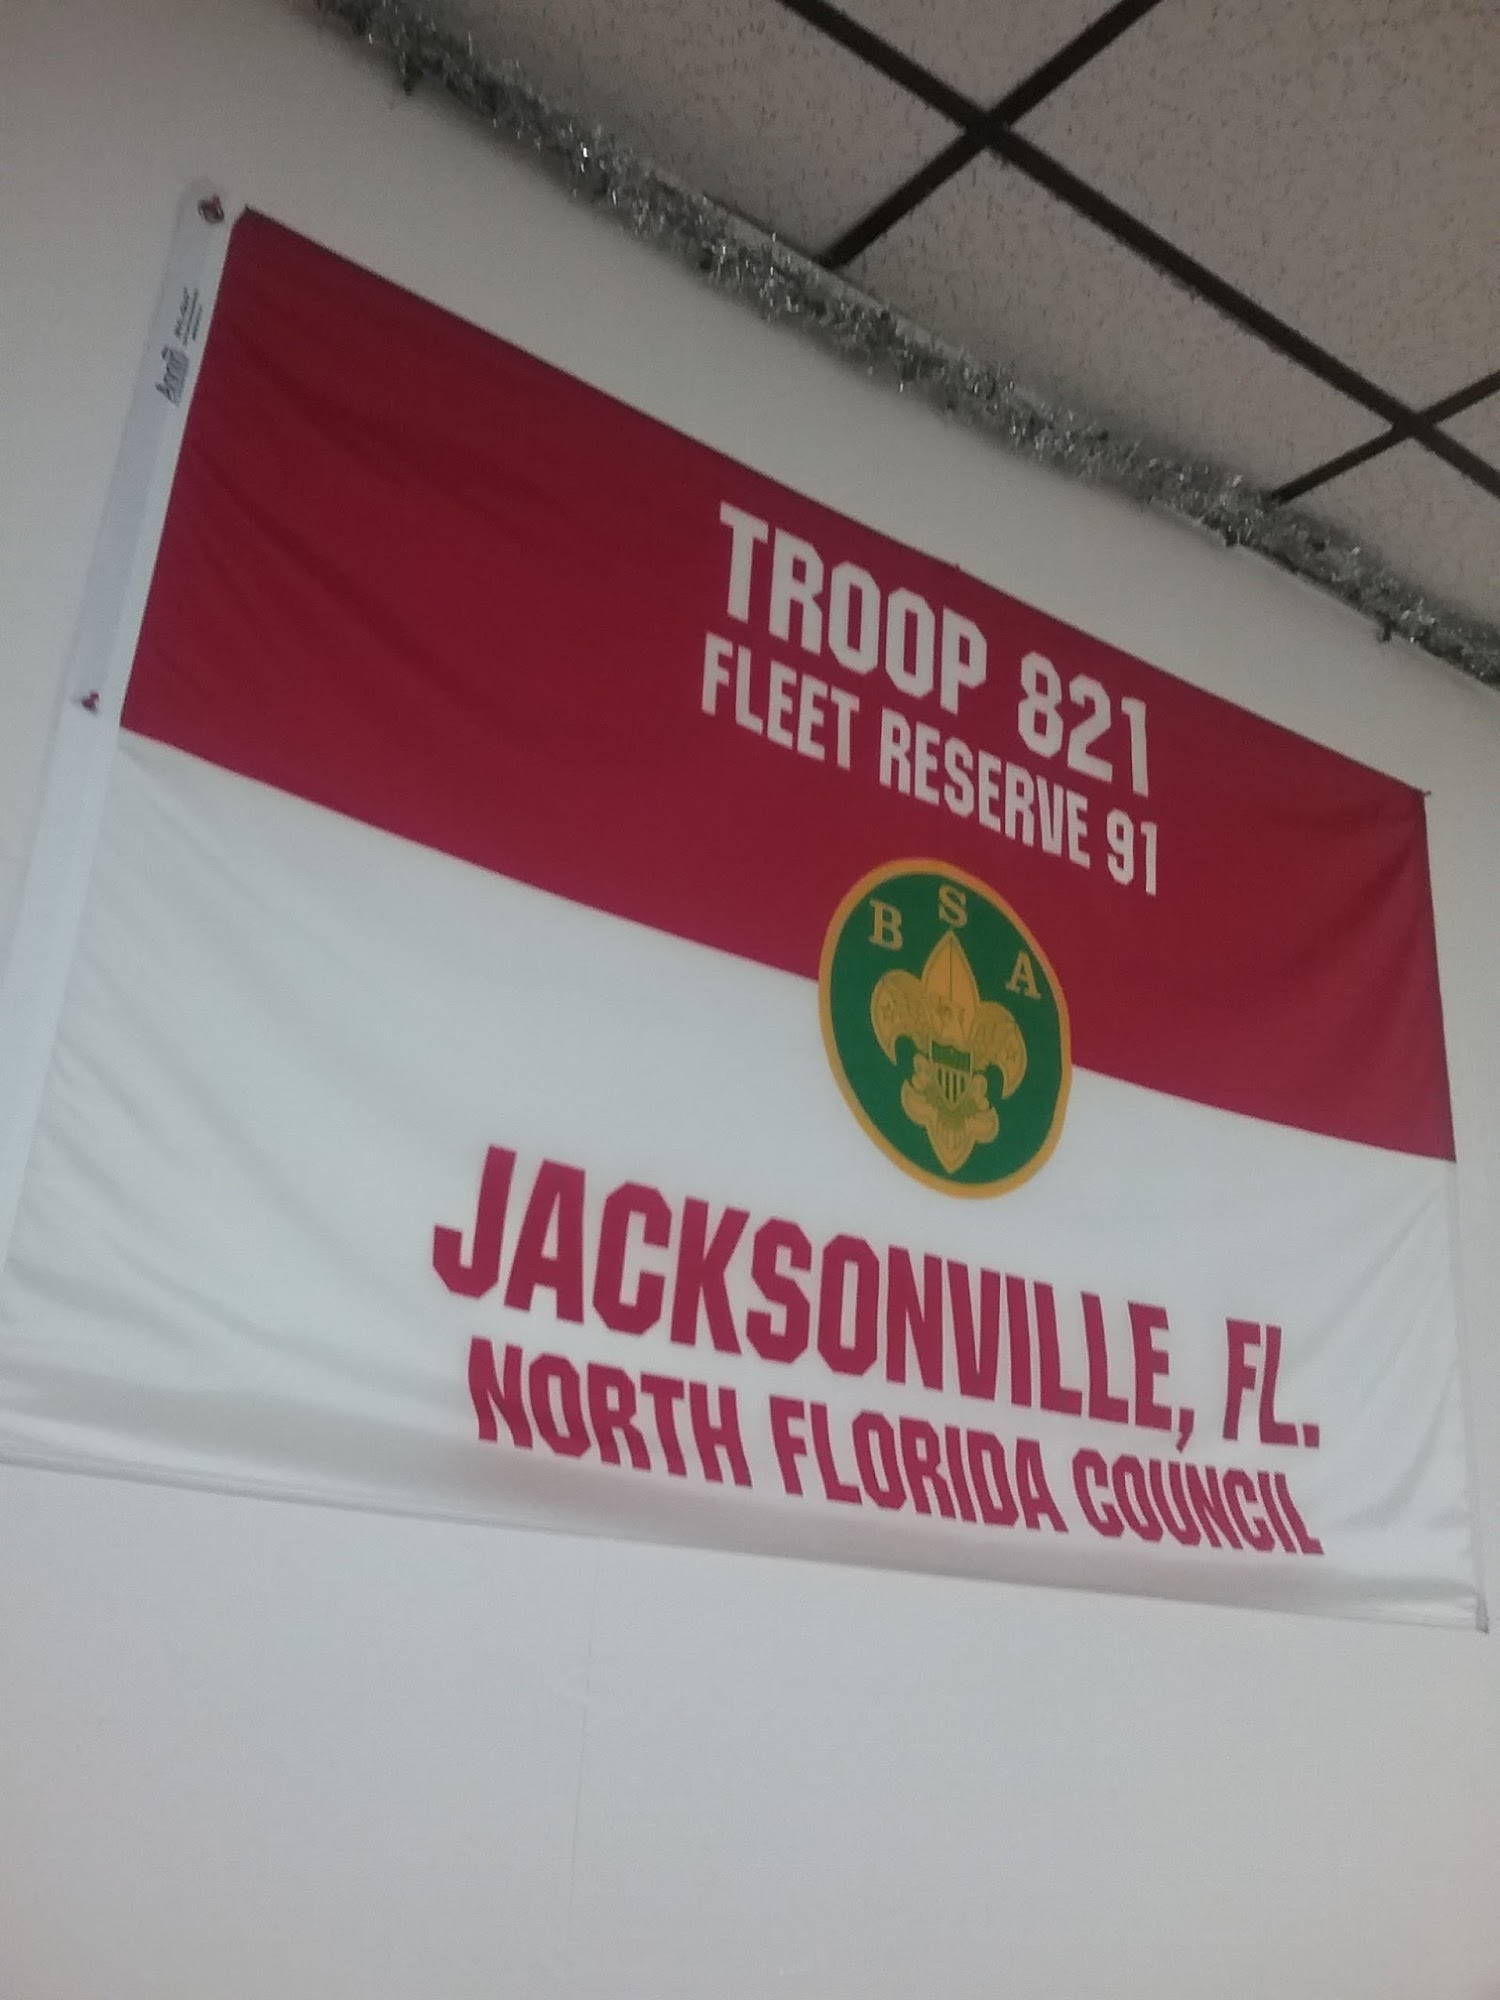 TROOP 821
FLEET RESERVE 91
B S A
JACKSONVILLE, FL.
NORTH FLORIDA COUNCIL